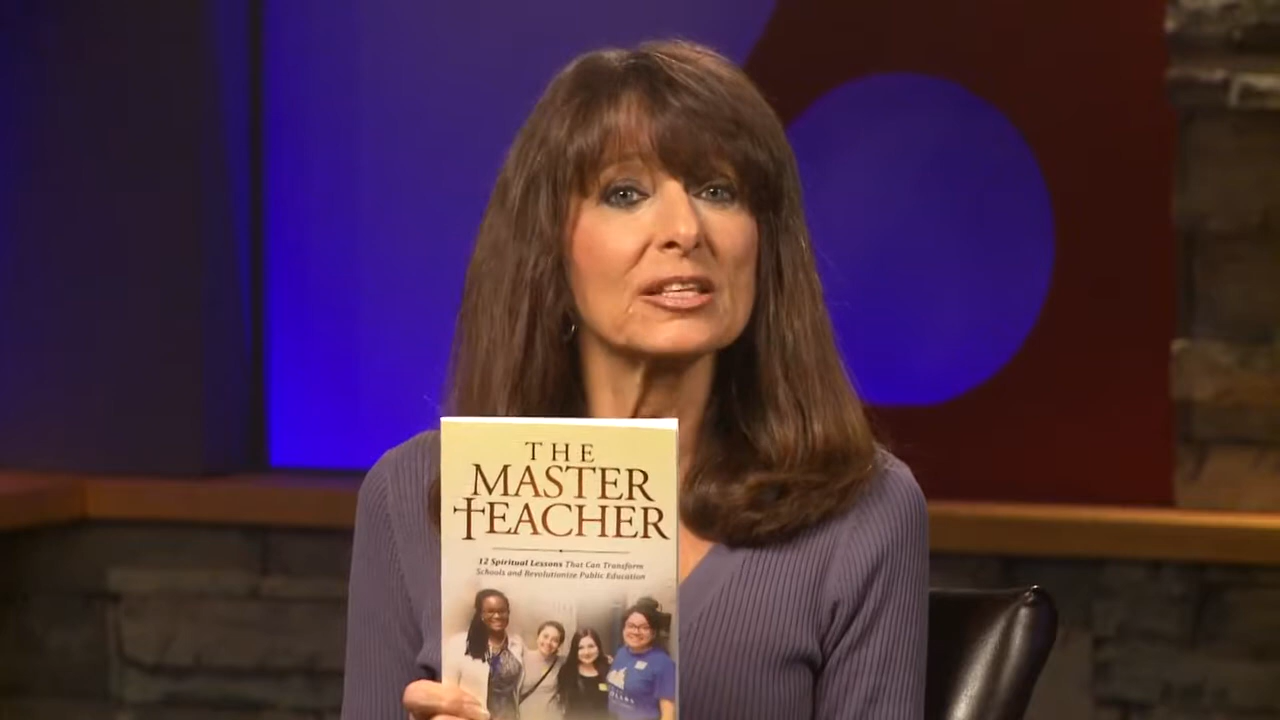 THE
MASTER
TEACHER
12 Spiritual Lessons That Can Transform
Schools and Revolutionize Public Education